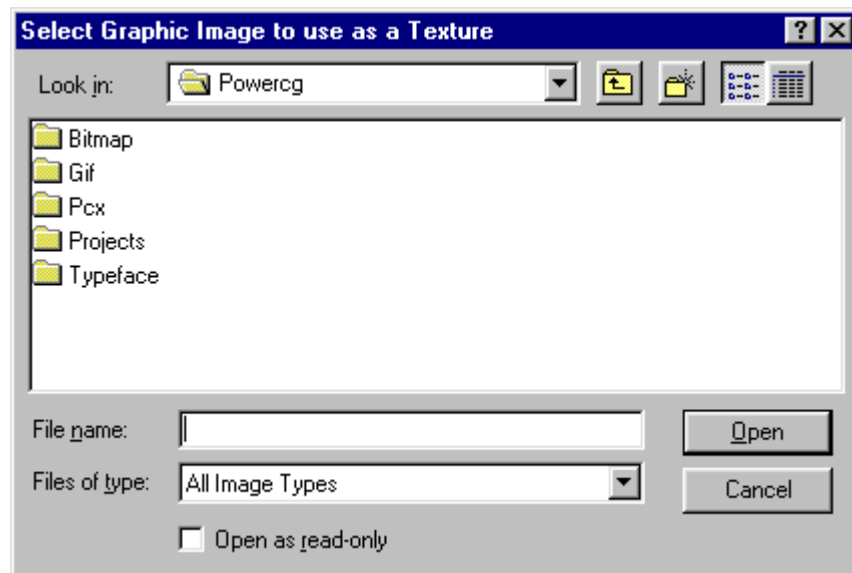 Select Graphic Image to use as a Texture ?
Look in: Powercg
Bitmap
Gif
Pcx
Projects
Typeface
File name: Open
Files of type: All Image Types Cancel
Open as read-only